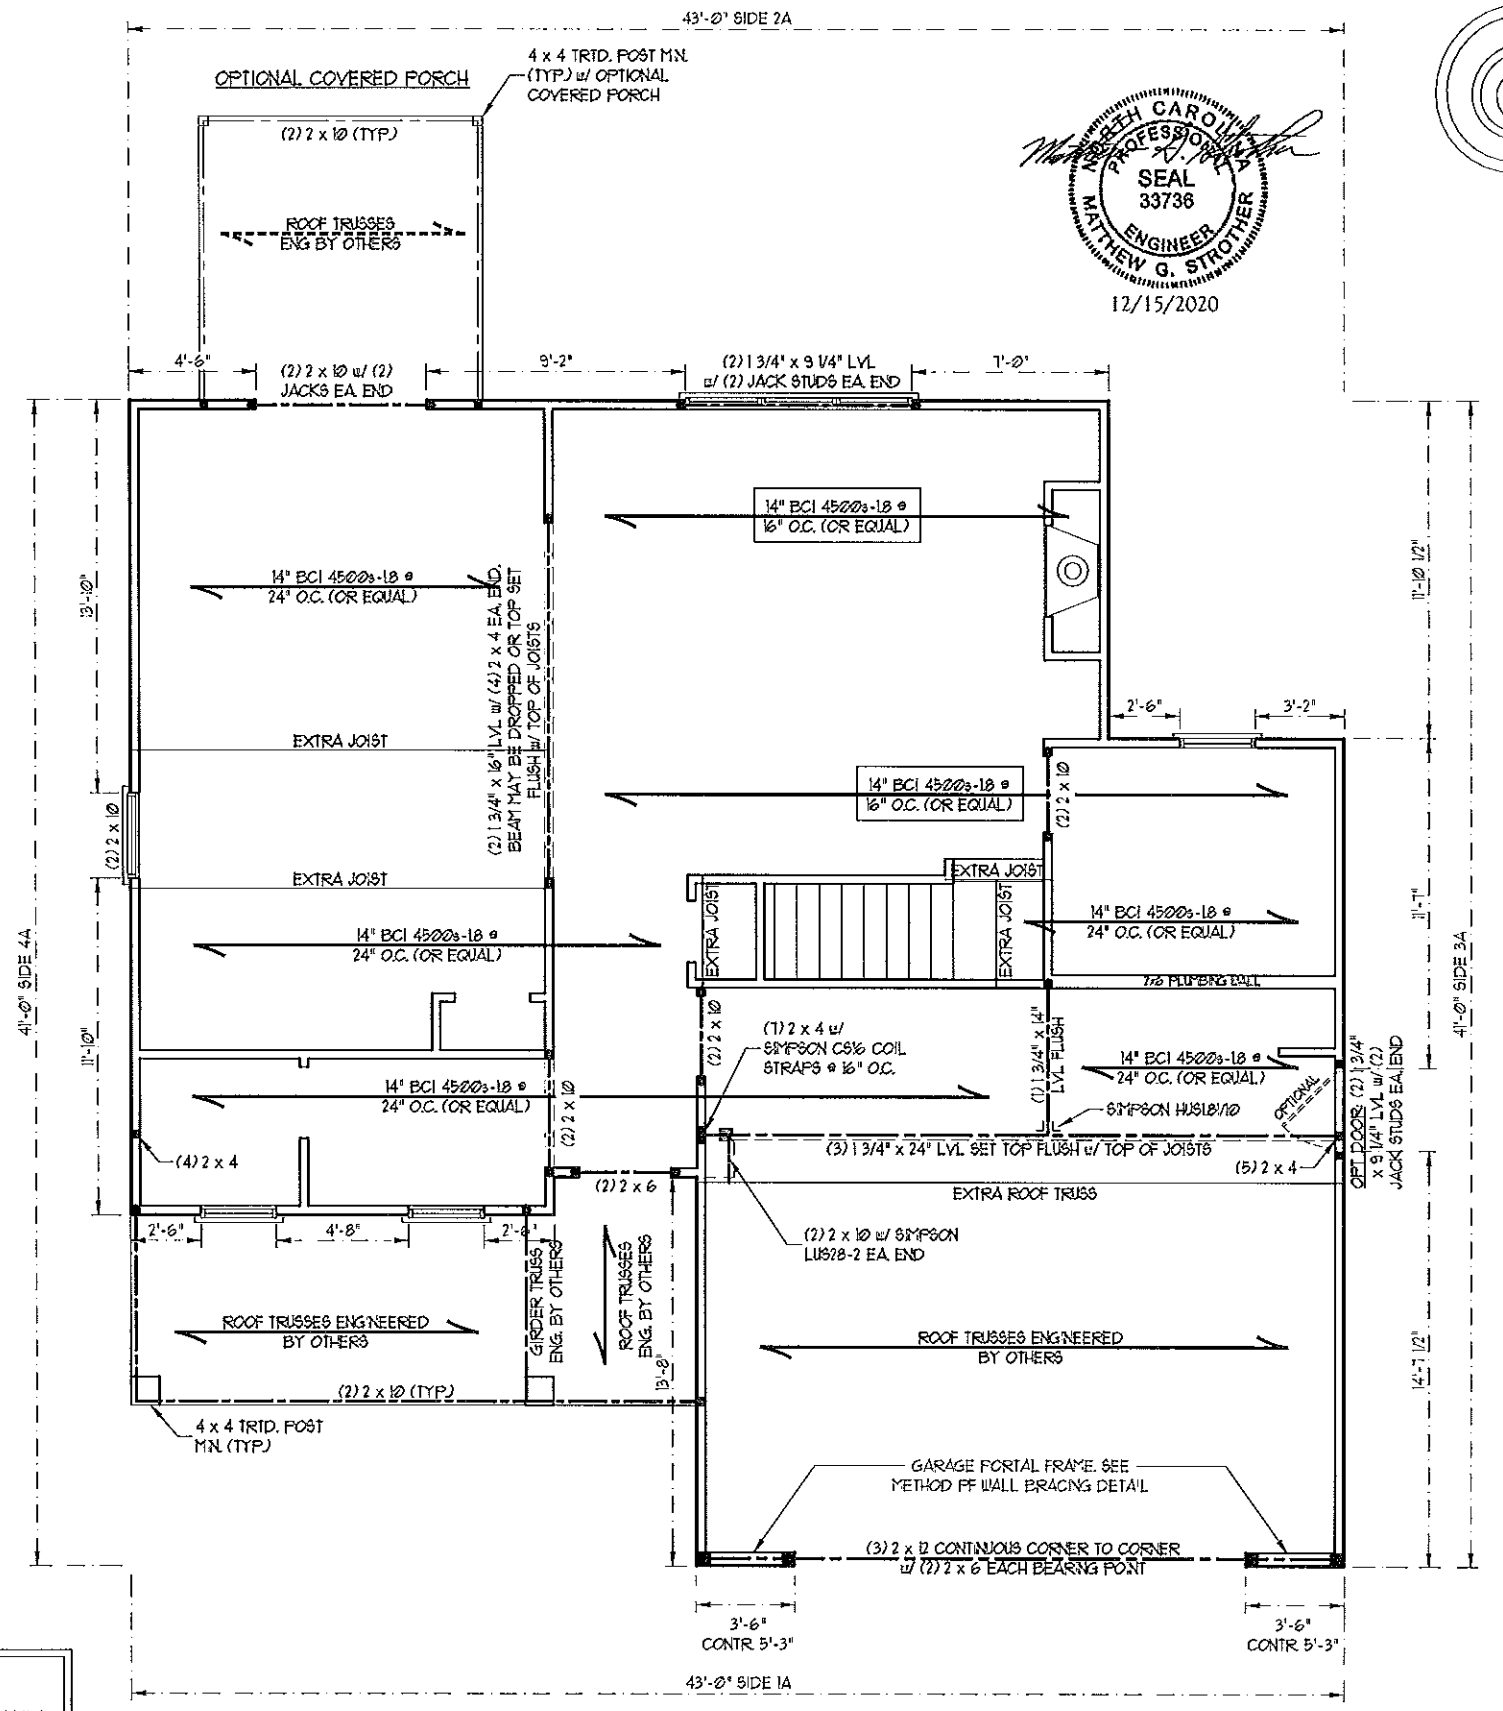 43'-0" SIDE 2A
OPTIONAL COVERED PORCH
4 x 4 TRTD. POST MIN.
(TYP.) w/ OPTIONAL
COVERED PORCH
(2) 2 x 10 (TYP.)
ROOF TRUSSES
ENG BY OTHERS
NORTH CAROLINA
PROFESSIONAL
SEAL
33736
ENGINEER
MATTHEW G. STROTHER
12/15/2020
4'-6"
(2) 2 x 10 w/ (2)
JACKS EA. END
9'-2"
(2) 1 3/4" x 9 1/4" LVL
w/ (2) JACK STUDS EA. END
7'-0"
14" BCI 4500s-1.8 @
16" O.C. (OR EQUAL)
14" BCI 4500s-1.8 @
24" O.C. (OR EQUAL)
(2) 1 3/4" x 16" LVL w/ (4) 2 x 4 EA. END.
BEAM MAY BE DROPPED OR TOP SET
FLUSH w/ TOP OF JOISTS
13'-10"
11'-10 1/2"
2'-6"
3'-2"
EXTRA JOIST
14" BCI 4500s-1.8 @
16" O.C. (OR EQUAL)
(2) 2 x 10
(2) 2 x 10
EXTRA JOIST
EXTRA JOIST
EXTRA JOIST
EXTRA JOIST
14" BCI 4500s-1.8 @
24" O.C. (OR EQUAL)
14" BCI 4500s-1.8 @
24" O.C. (OR EQUAL)
11'-7"
41'-0" SIDE 4A
41'-0" SIDE 3A
2x6 PLUMBING WALL
11'-10"
(2) 2 x 10
(7) 2 x 4 w/
SIMPSON CS16 COIL
STRAPS @ 16" O.C.
(1) 1 3/4" x 14"
LVL FLUSH
14" BCI 4500s-1.8 @
24" O.C. (OR EQUAL)
14" BCI 4500s-1.8 @
24" O.C. (OR EQUAL)
(2) 2 x 10
SIMPSON HUS1.81/10
OPTIONAL
OPT. DOOR: (2) 1 3/4"
x 9 1/4" LVL w/ (2)
JACK STUDS EA. END
(3) 1 3/4" x 24" LVL SET TOP FLUSH w/ TOP OF JOISTS
(4) 2 x 4
(5) 2 x 4
(2) 2 x 6
EXTRA ROOF TRUSS
2'-6"
4'-8"
2'-6"
(2) 2 x 10 w/ SIMPSON
LUS28-2 EA. END
GIRDER TRUSS
ENG. BY OTHERS
ROOF TRUSSES
ENG. BY OTHERS
ROOF TRUSSES ENGINEERED
BY OTHERS
ROOF TRUSSES ENGINEERED
BY OTHERS
13'-8"
14'-7 1/2"
(2) 2 x 10 (TYP.)
4 x 4 TRTD. POST
MIN. (TYP.)
GARAGE PORTAL FRAME. SEE
METHOD PF WALL BRACING DETAIL
(3) 2 x 12 CONTINUOUS CORNER TO CORNER
w/ (2) 2 x 6 EACH BEARING POINT
3'-6"
CONTR. 5'-3"
3'-6"
CONTR. 5'-3"
43'-0" SIDE 1A